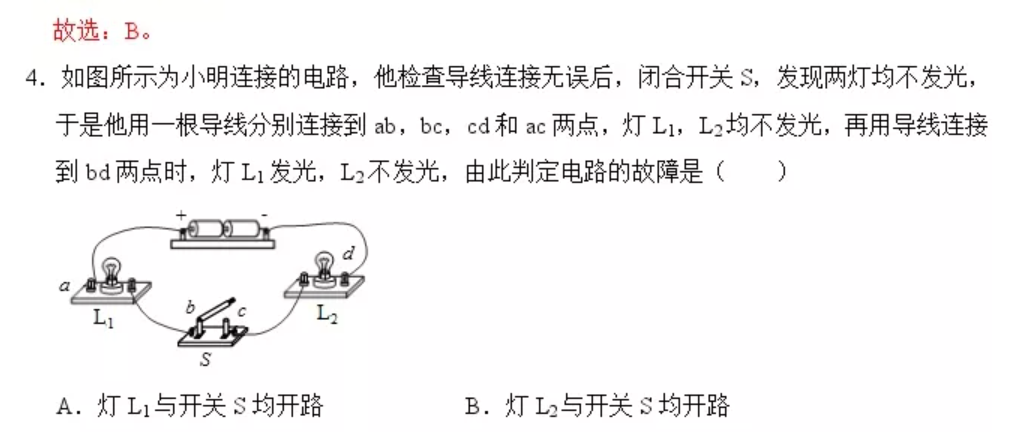 故选：B。
4．如图所示为小明连接的电路，他检查导线连接无误后，闭合开关 S，发现两灯均不发光，
于是他用一根导线分别连接到 ab，bc，cd 和 ac 两点，灯 L₁，L₂均不发光，再用导线连接
到 bd 两点时，灯 L₁ 发光，L₂ 不发光，由此判定电路的故障是（　　）
+ -
a d
L₁ b c L₂
S
A．灯 L₁与开关 S 均开路 B．灯 L₂与开关 S 均开路